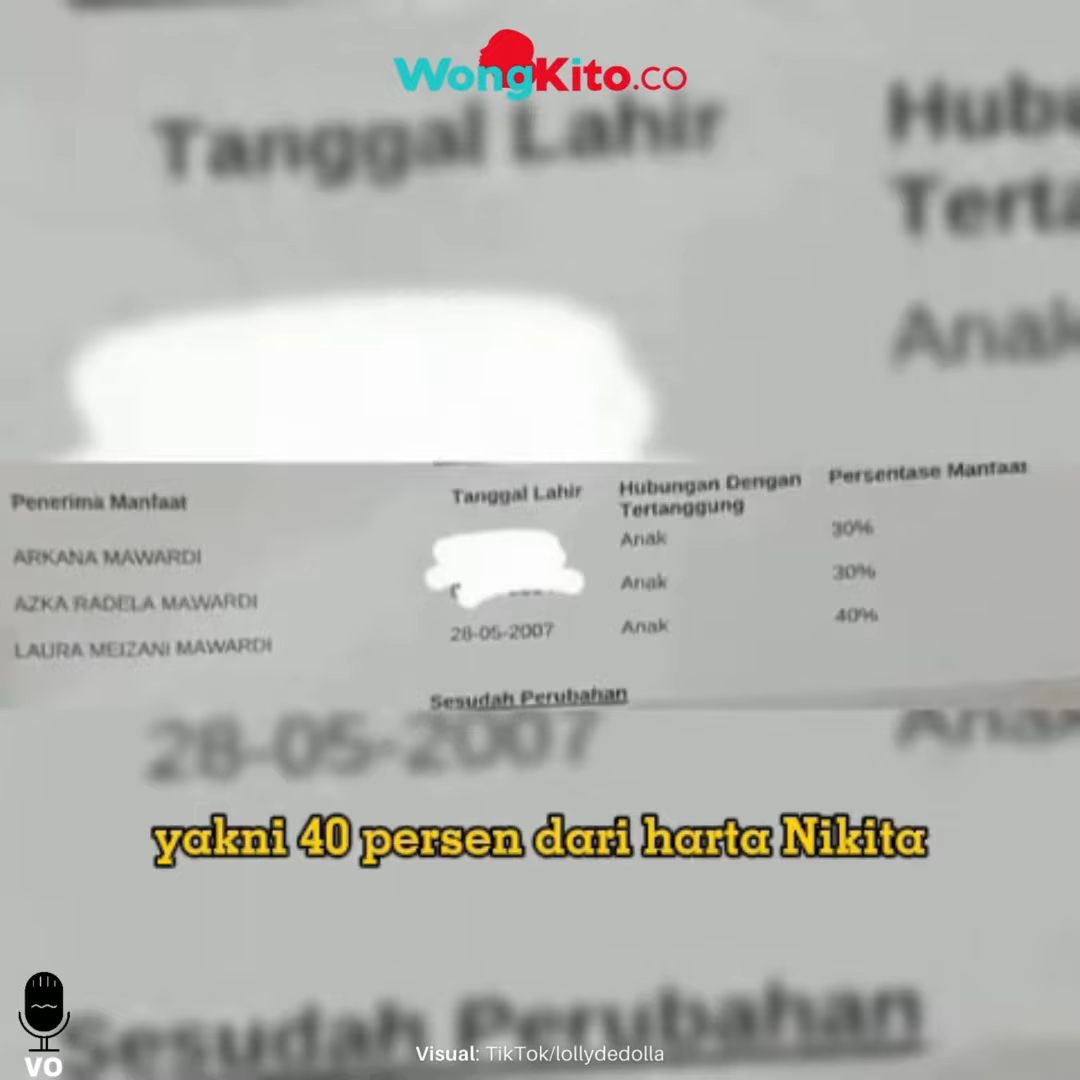 WongKito.co
Tanggal Lahir
Anak
Penerima Manfaat Tanggal Lahir Hubungan Dengan Tertanggung Persentase Manfaat
ARKANA MAWARDI Anak 30%
AZKA RADELA MAWARDI Anak 30%
LAURA MEIZANI MAWARDI 28-05-2007 Anak 40%
Sesudah Perubahan
28-05-2007 Anak
yakni 40 persen dari harta Nikita
Sesudah Perubahan
Visual: TikTok/lollydedolla
VO